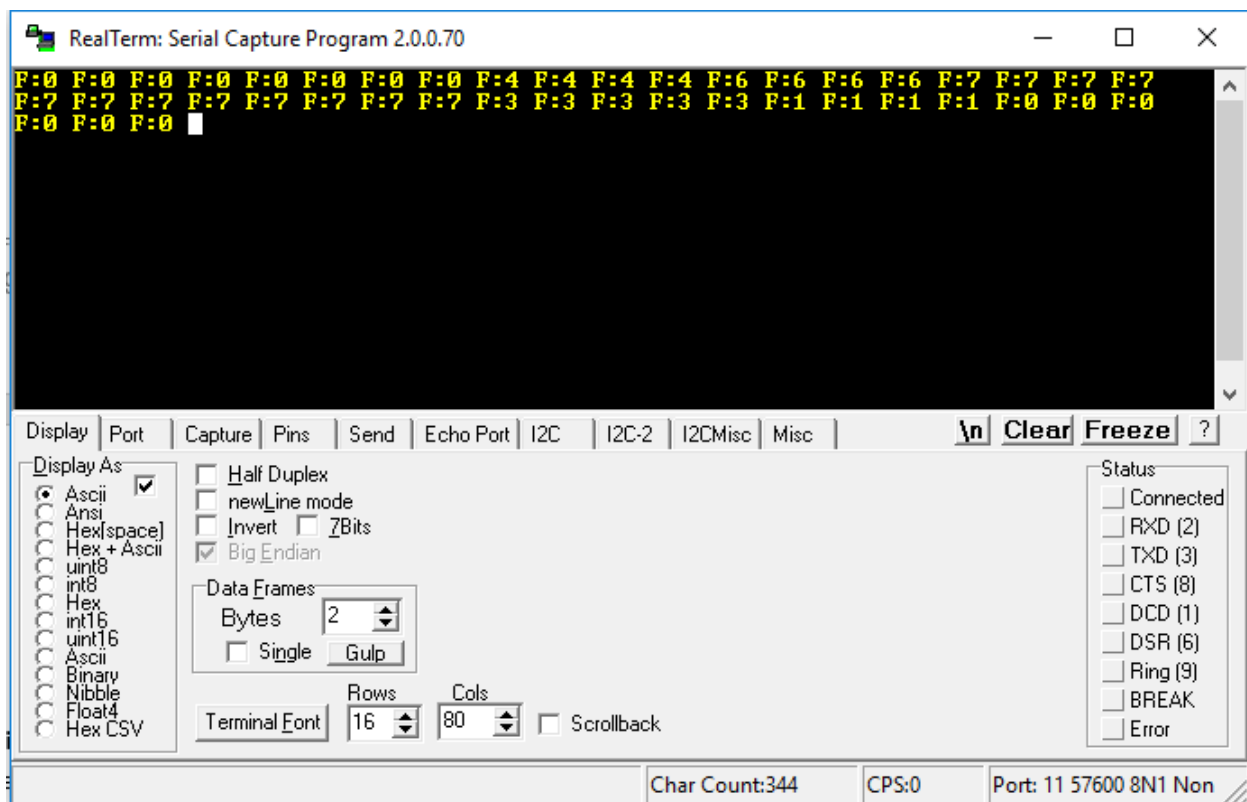 RealTerm: Serial Capture Program 2.0.0.70
F:0 F:0 F:0 F:0 F:0 F:0 F:0 F:0 F:4 F:4 F:4 F:4 F:6 F:6 F:6 F:6 F:7 F:7 F:7 F:7
F:7 F:7 F:7 F:7 F:7 F:7 F:7 F:7 F:3 F:3 F:3 F:3 F:3 F:1 F:1 F:1 F:1 F:0 F:0 F:0
F:0 F:0 F:0
Display Port Capture Pins Send Echo Port I2C I2C-2 I2CMisc Misc \n Clear Freeze ?
Display As
Ascii
Ansi
Hex[space]
Hex + Ascii
uint8
int8
Hex
int16
uint16
Ascii
Binary
Nibble
Float4
Hex CSV
Half Duplex
newLine mode
Invert 7Bits
Big Endian
Data Frames
Bytes 2
Single Gulp
Rows Cols
Terminal Font 16 80 Scrollback
Status
Connected
RXD (2)
TXD (3)
CTS (8)
DCD (1)
DSR (6)
Ring (9)
BREAK
Error
Char Count:344 CPS:0 Port: 11 57600 8N1 Non